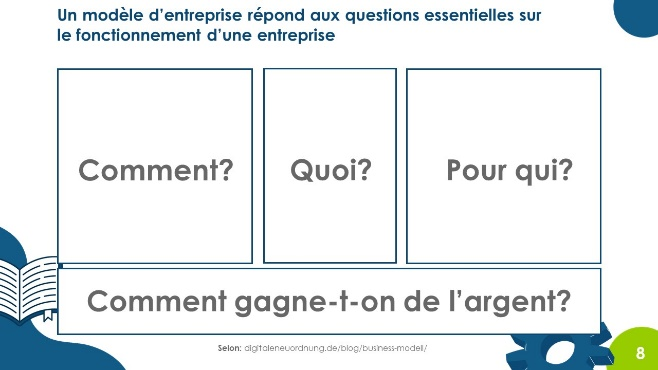 Un modèle d’entreprise répond aux questions essentielles sur
le fonctionnement d’une entreprise
Comment?
Quoi?
Pour qui?
Comment gagne-t-on de l’argent?
Selon: digitaleneuordnung.de/blog/business-modell/
8